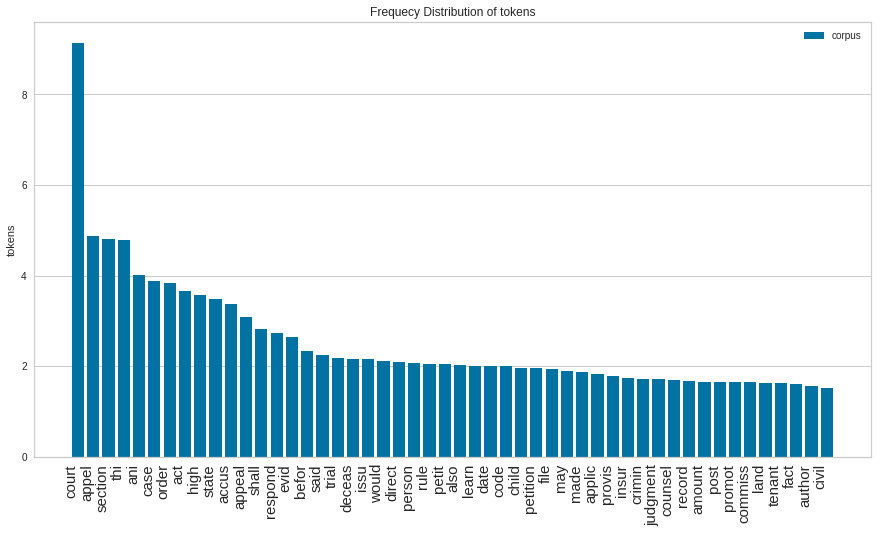 Frequecy Distribution of tokens
corpus
tokens
8
6
4
2
0
court
appel
section
thi
ani
case
order
act
high
state
accus
appeal
shall
respond
evid
befor
said
trial
deceas
issu
would
direct
person
rule
petit
also
learn
date
code
child
petition
file
may
made
applic
provis
insur
crimin
judgment
counsel
record
amount
post
promot
commiss
land
tenant
fact
author
civil